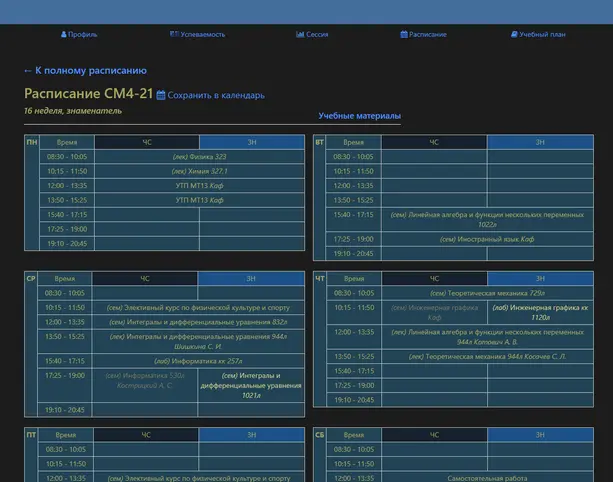 Профиль
Успеваемость
Сессия
Расписание
Учебный план
← К полному расписанию
Расписание СМ4-21 Сохранить в календарь
16 неделя, знаменатель
Учебные материалы
ПН Время ЧС ЗН
08:30 - 10:05 (лек) Физика 323
10:15 - 11:50 (лек) Химия 327,1
12:00 - 13:35 УТП МТ13 Каф
13:50 - 15:25 УТП МТ13 Каф
15:40 - 17:15
17:25 - 19:00
19:10 - 20:45
ВТ Время ЧС ЗН
08:30 - 10:05
10:15 - 11:50
12:00 - 13:35
13:50 - 15:25
15:40 - 17:15 (сем) Линейная алгебра и функции нескольких переменных
1022л
17:25 - 19:00 (сем) Иностранный язык Каф
19:10 - 20:45
СР Время ЧС ЗН
08:30 - 10:05
10:15 - 11:50 (сем) Элективный курс по физической культуре и спорту
12:00 - 13:35 (сем) Интегралы и дифференциальные уравнения 832л
13:50 - 15:25 (лек) Интегралы и дифференциальные уравнения 944л
Шишкина С. И.
15:40 - 17:15 (лаб) Информатика кк 257л
17:25 - 19:00 (сем) Информатика 530л
Кострицкий А. С.
(сем) Интегралы и
дифференциальные уравнения
1021л
19:10 - 20:45
ЧТ Время ЧС ЗН
08:30 - 10:05 (сем) Теоретическая механика 725л
10:15 - 11:50 (сем) Инженерная графика
Каф
(лаб) Инженерная графика кк
1120л
12:00 - 13:35 (лек) Линейная алгебра и функции нескольких переменных
944л Котович А. В.
13:50 - 15:25 (лек) Теоретическая механика 944л Косачев С. Л.
15:40 - 17:15
17:25 - 19:00
19:10 - 20:45
ПТ Время ЧС ЗН
08:30 - 10:05
10:15 - 11:50
12:00 - 13:35 (сем) Элективный курс по физической культуре и спорту
СБ Время ЧС ЗН
08:30 - 10:05
10:15 - 11:50
12:00 - 13:35 Самостоятельная работа